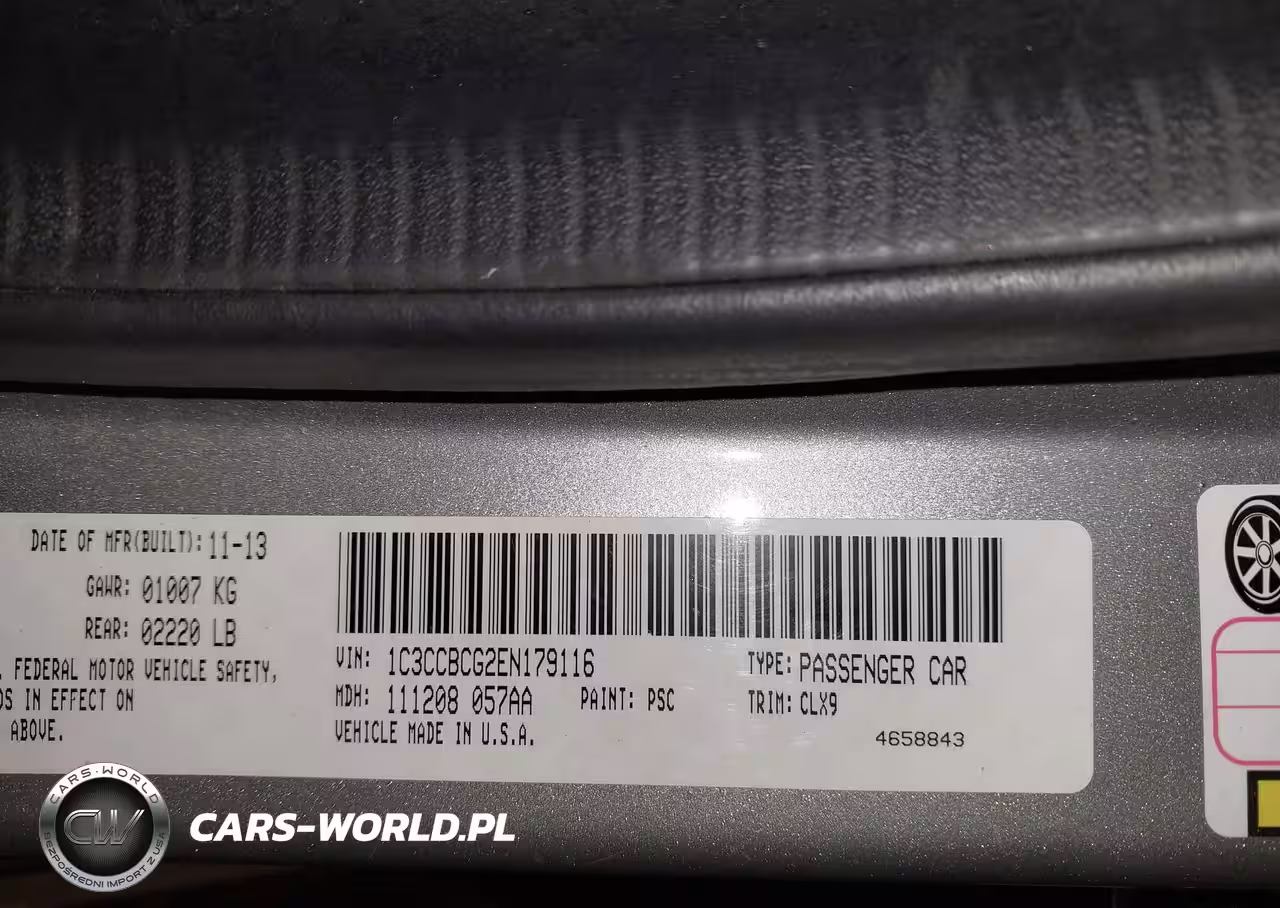 DATE OF MFR(BUILT): 11-13
GAWR: 01007 KG
REAR: 02220 LB
. FEDERAL MOTOR VEHICLE SAFETY,
DS IN EFFECT ON
ABOVE.
VIN: 1C3CCBCG2EN179116
TYPE: PASSENGER CAR
MDH: 111208 057AA PAINT: PSC
TRIM: CLX9
VEHICLE MADE IN U.S.A.
4658843
CARS-WORLD
CW
BEZPOŚREDNI IMPORT Z USA
CARS-WORLD.PL